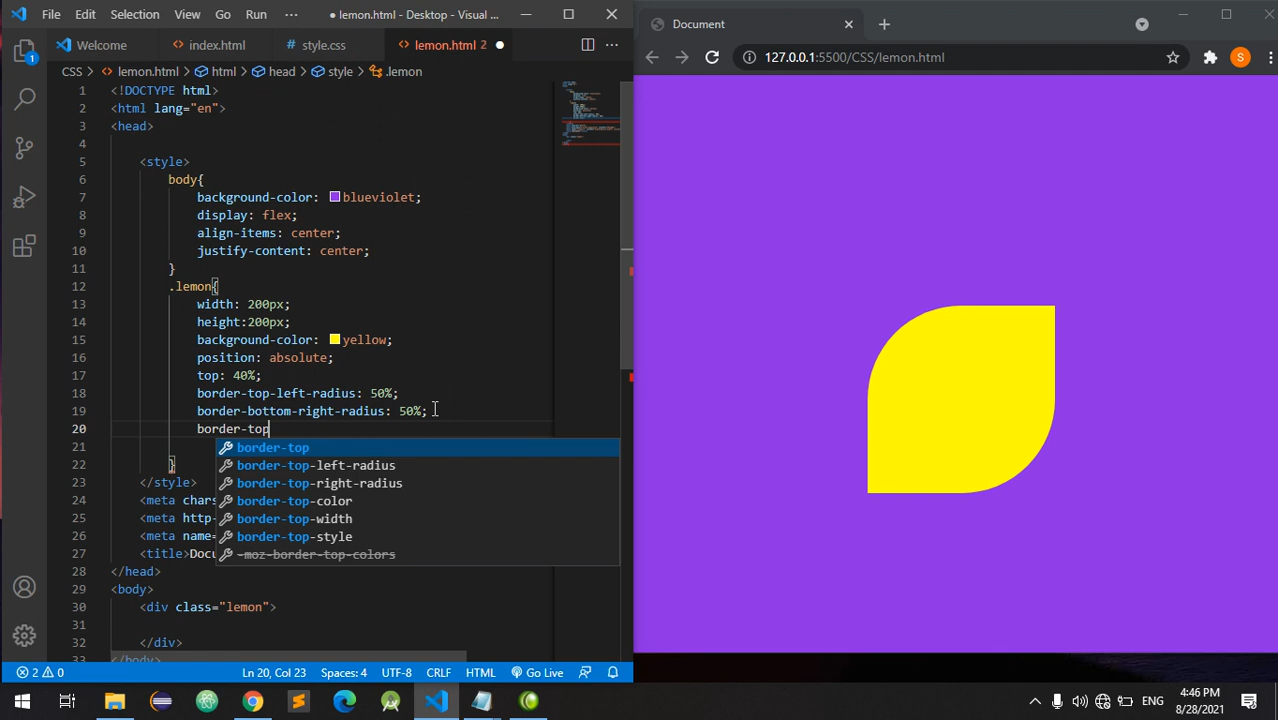 File Edit Selection View Go Run ··· ● lemon.html - Desktop - Visual ...
Welcome index.html # style.css lemon.html 2 ●
CSS > lemon.html > html > head > style > .lemon
1 <!DOCTYPE html>
2 <html lang="en">
3 <head>
4
5 <style>
6 body{
7 background-color: blueviolet;
8 display: flex;
9 align-items: center;
10 justify-content: center;
11 }
12 .lemon{
13 width: 200px;
14 height:200px;
15 background-color: yellow;
16 position: absolute;
17 top: 40%;
18 border-top-left-radius: 50%;
19 border-bottom-right-radius: 50%;
20 border-top
21 border-top
border-top-left-radius
22 }
border-top-right-radius
23 </style>
24 <meta chars border-top-color
25 <meta http- border-top-width
26 <meta name= border-top-style
27 <title>Docu -moz-border-top-colors
28 </head>
29 <body>
30 <div class="lemon">
31
32 </div>
33 </body>
1
2 0 Ln 20, Col 23 Spaces: 4 UTF-8 CRLF HTML Go Live
Document
127.0.0.1:5500/CSS/lemon.html
S
ENG 4:46 PM
8/28/2021